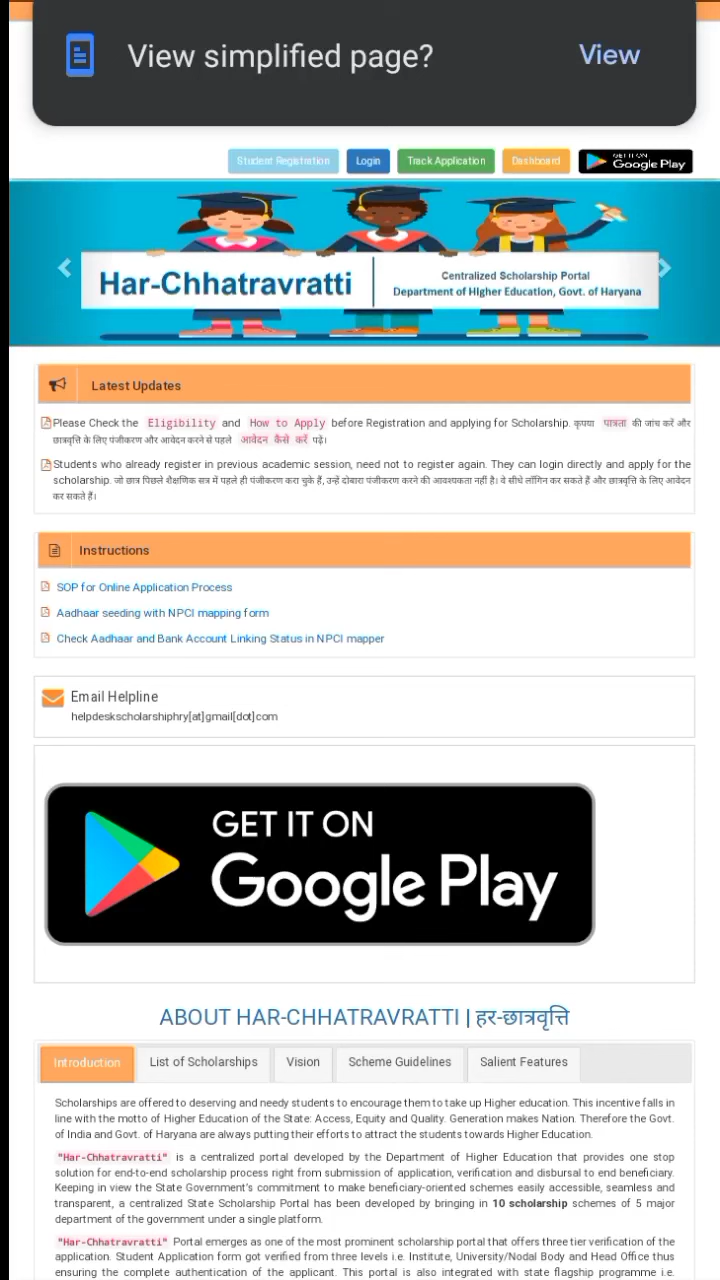 View simplified page?
View
Student Registration
Login
Track Application
Dashboard
GET IT ON
Google Play
Har-Chhatravratti
Centralized Scholarship Portal
Department of Higher Education, Govt. of Haryana
Latest Updates
Please Check the Eligibility and How to Apply before Registration and applying for Scholarship. कृपया पात्रता की जांच करें और
छात्रवृत्ति के लिए पंजीकरण और आवेदन करने से पहले आवेदन कैसे करें पढ़ें।
Students who already register in previous academic session, need not to register again. They can login directly and apply for the
scholarship. जो छात्र पिछले शैक्षणिक सत्र में पहले ही पंजीकरण करा चुके हैं, उन्हें दोबारा पंजीकरण करने की आवश्यकता नहीं है। वे सीधे लॉगिन कर सकते हैं और छात्रवृत्ति के लिए आवेदन
कर सकते हैं।
Instructions
SOP for Online Application Process
Aadhaar seeding with NPCI mapping form
Check Aadhaar and Bank Account Linking Status in NPCI mapper
Email Helpline
helpdeskscholarshiphry[at]gmail[dot]com
GET IT ON
Google Play
ABOUT HAR-CHHATRAVRATTI | हर-छात्रवृत्ति
Introduction
List of Scholarships
Vision
Scheme Guidelines
Salient Features
Scholarships are offered to deserving and needy students to encourage them to take up Higher education. This incentive falls in
line with the motto of Higher Education of the State: Access, Equity and Quality. Generation makes Nation. Therefore the Govt.
of India and Govt. of Haryana are always putting their efforts to attract the students towards Higher Education.
"Har-Chhatravratti" is a centralized portal developed by the Department of Higher Education that provides one stop
solution for end-to-end scholarship process right from submission of application, verification and disbursal to end beneficiary.
Keeping in view the State Government's commitment to make beneficiary-oriented schemes easily accessible, seamless and
transparent, a centralized State Scholarship Portal has been developed by bringing in 10 scholarship schemes of 5 major
department of the government under a single platform.
"Har-Chhatravratti" Portal emerges as one of the most prominent scholarship portal that offers three tier verification of the
application. Student Application form got verified from three levels i.e. Institute, University/Nodal Body and Head Office thus
ensuring the complete authentication of the applicant. This portal is also integrated with state flagship programme i.e.